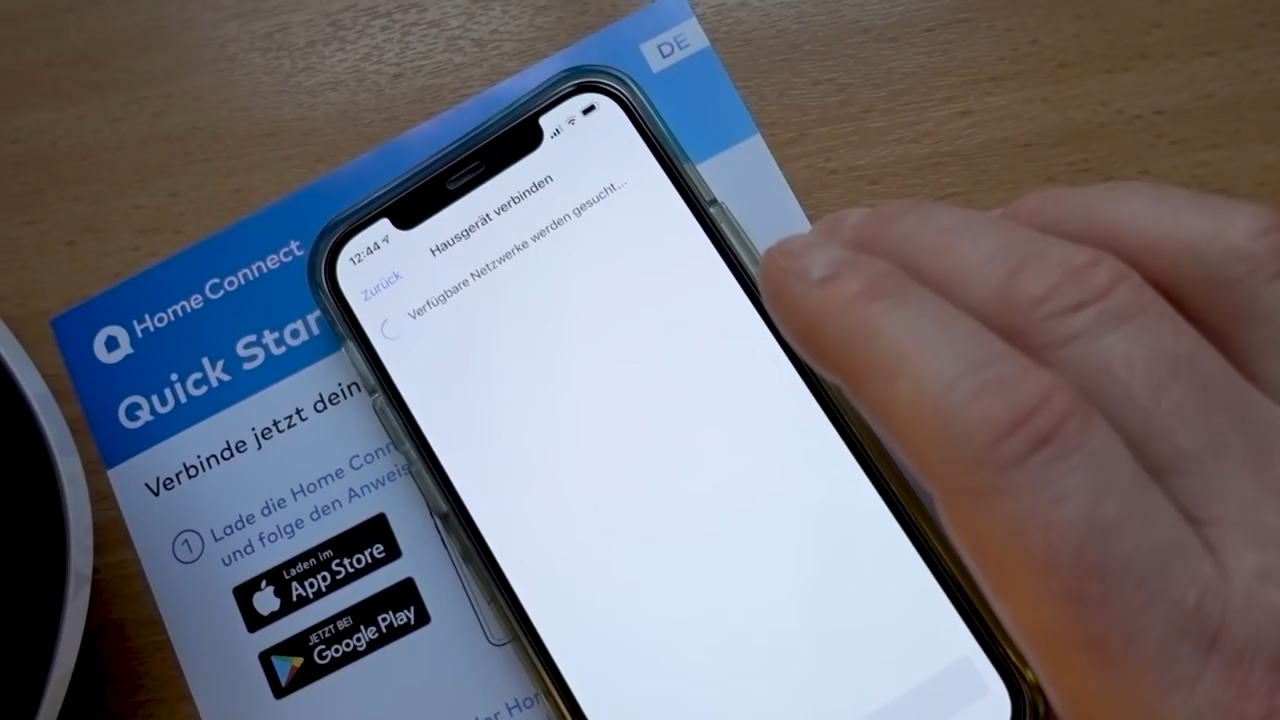 DE
Home Connect
Quick Star
Verbinde jetzt dein
1 Lade die Home Conn
und folge den Anweis
Laden im
App Store
JETZT BEI
Google Play
12:44
Zurück
Hausgerät verbinden
Verfügbare Netzwerke werden gesucht...